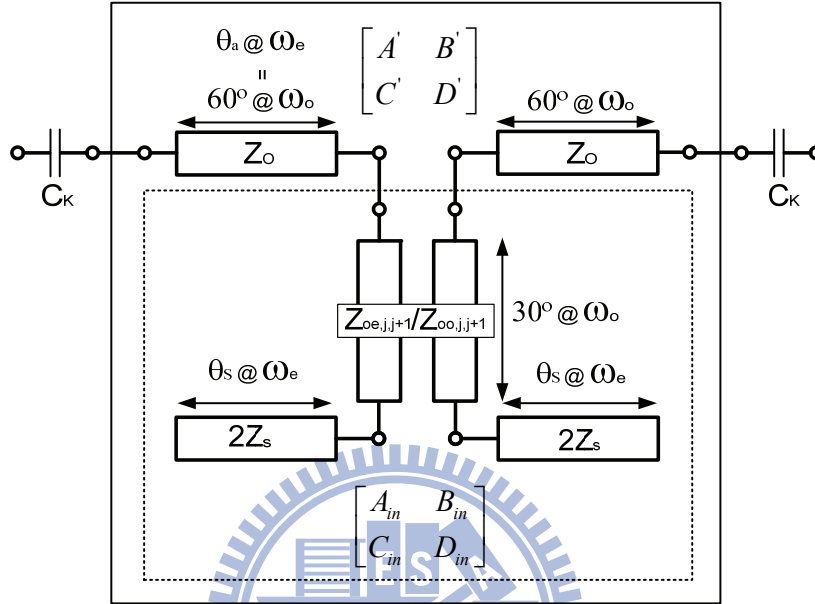 θa @ ωe
=
60° @ ωo
[A' B'
C' D']
60° @ ωo
Zo
Zo
CK
CK
Zoe,j,j+1/Zoo,j,j+1
30° @ ωo
θs @ ωe
θs @ ωe
2Zs
2Zs
[Ain Bin
Cin Din]
E S